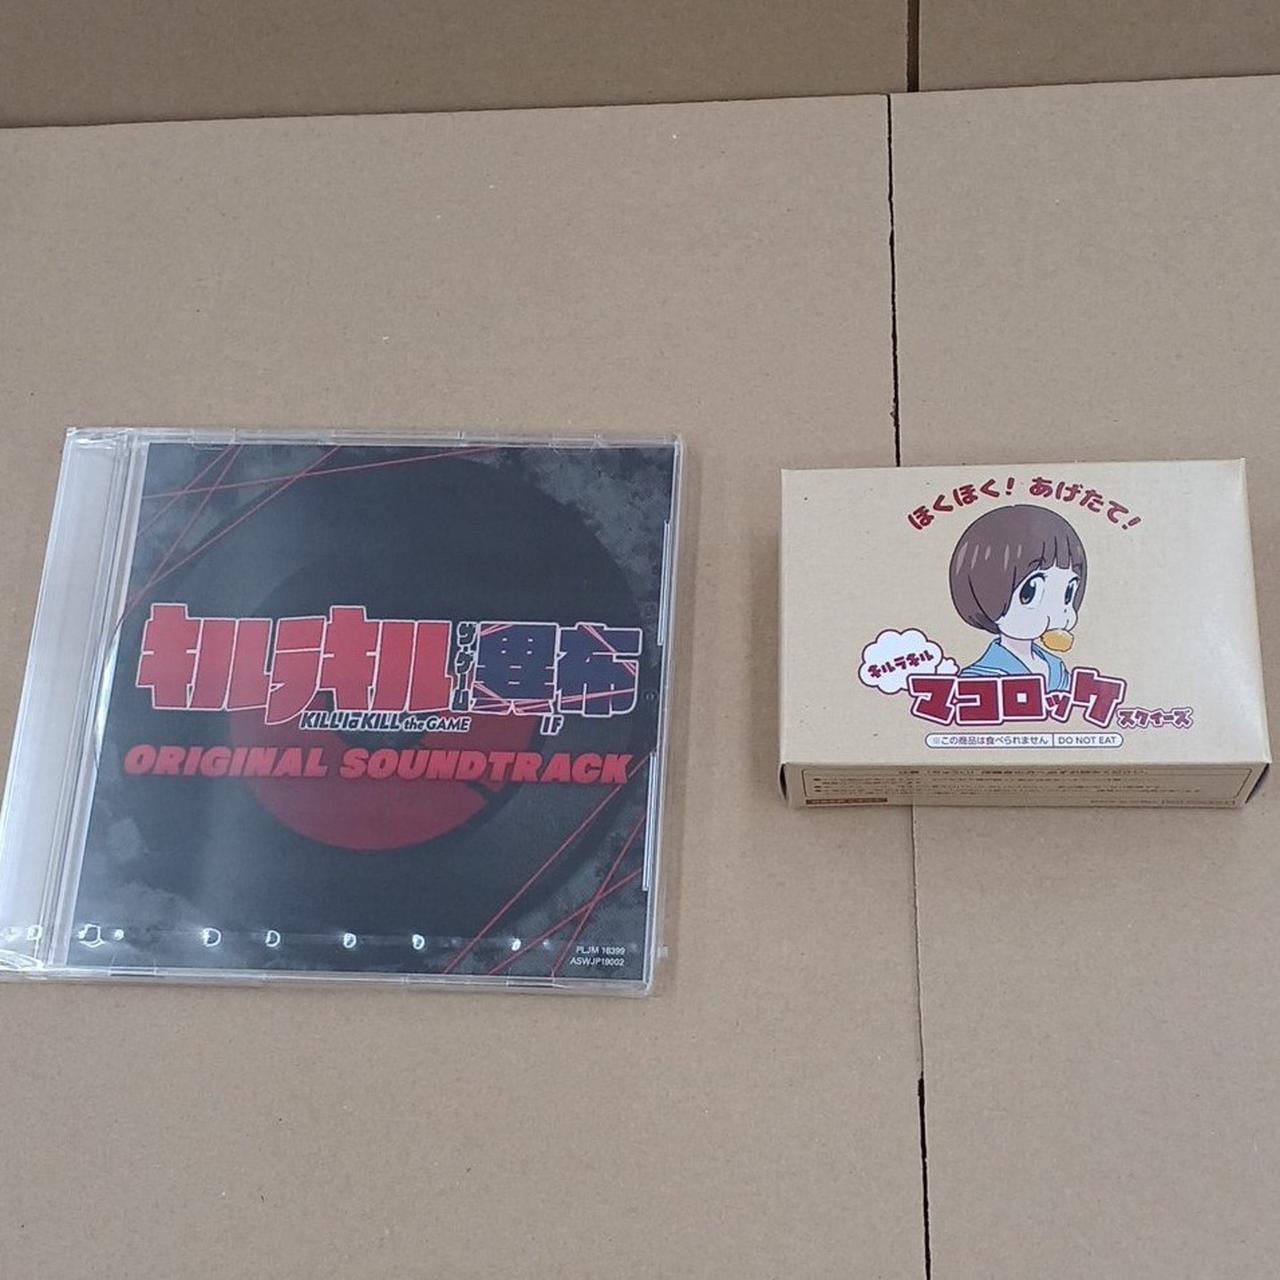 キルラキル
ザ・ゲーム
異布
KILL la KILL the GAME
IF
ORIGINAL SOUNDTRACK
PLJM 16399
ASWJP19002
ほくほく！あげたて！
キルラキル
マコロック
スクイーズ
※この商品は食べられません DO NOT EAT